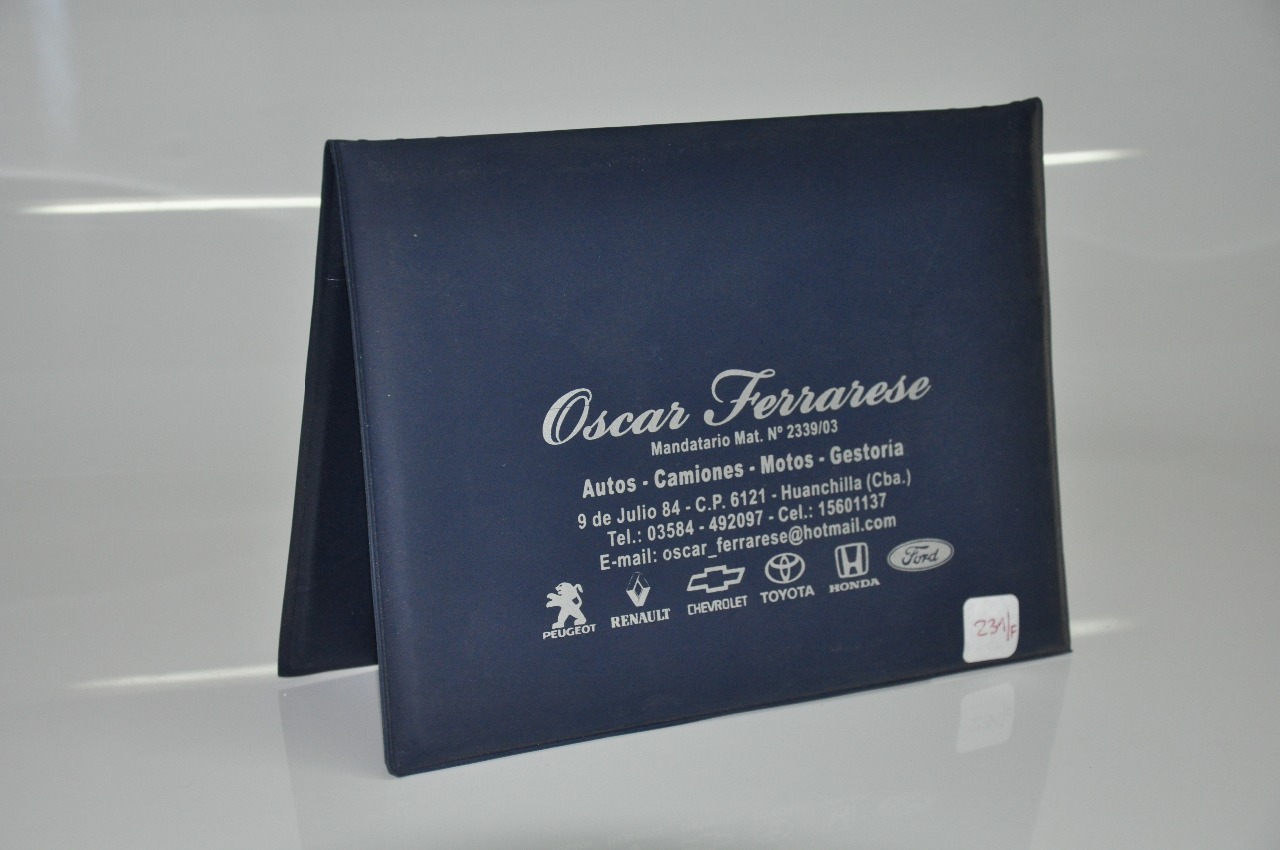 Oscar Ferrarese
Mandatario Mat. Nº 2339/03
Autos - Camiones - Motos - Gestoría
9 de Julio 84 - C.P. 6121 - Huanchilla (Cba.)
Tel.: 03584 - 492097 - Cel.: 15601137
E-mail: oscar_ferrarese@hotmail.com
PEUGEOT RENAULT CHEVROLET TOYOTA HONDA Ford
231/F